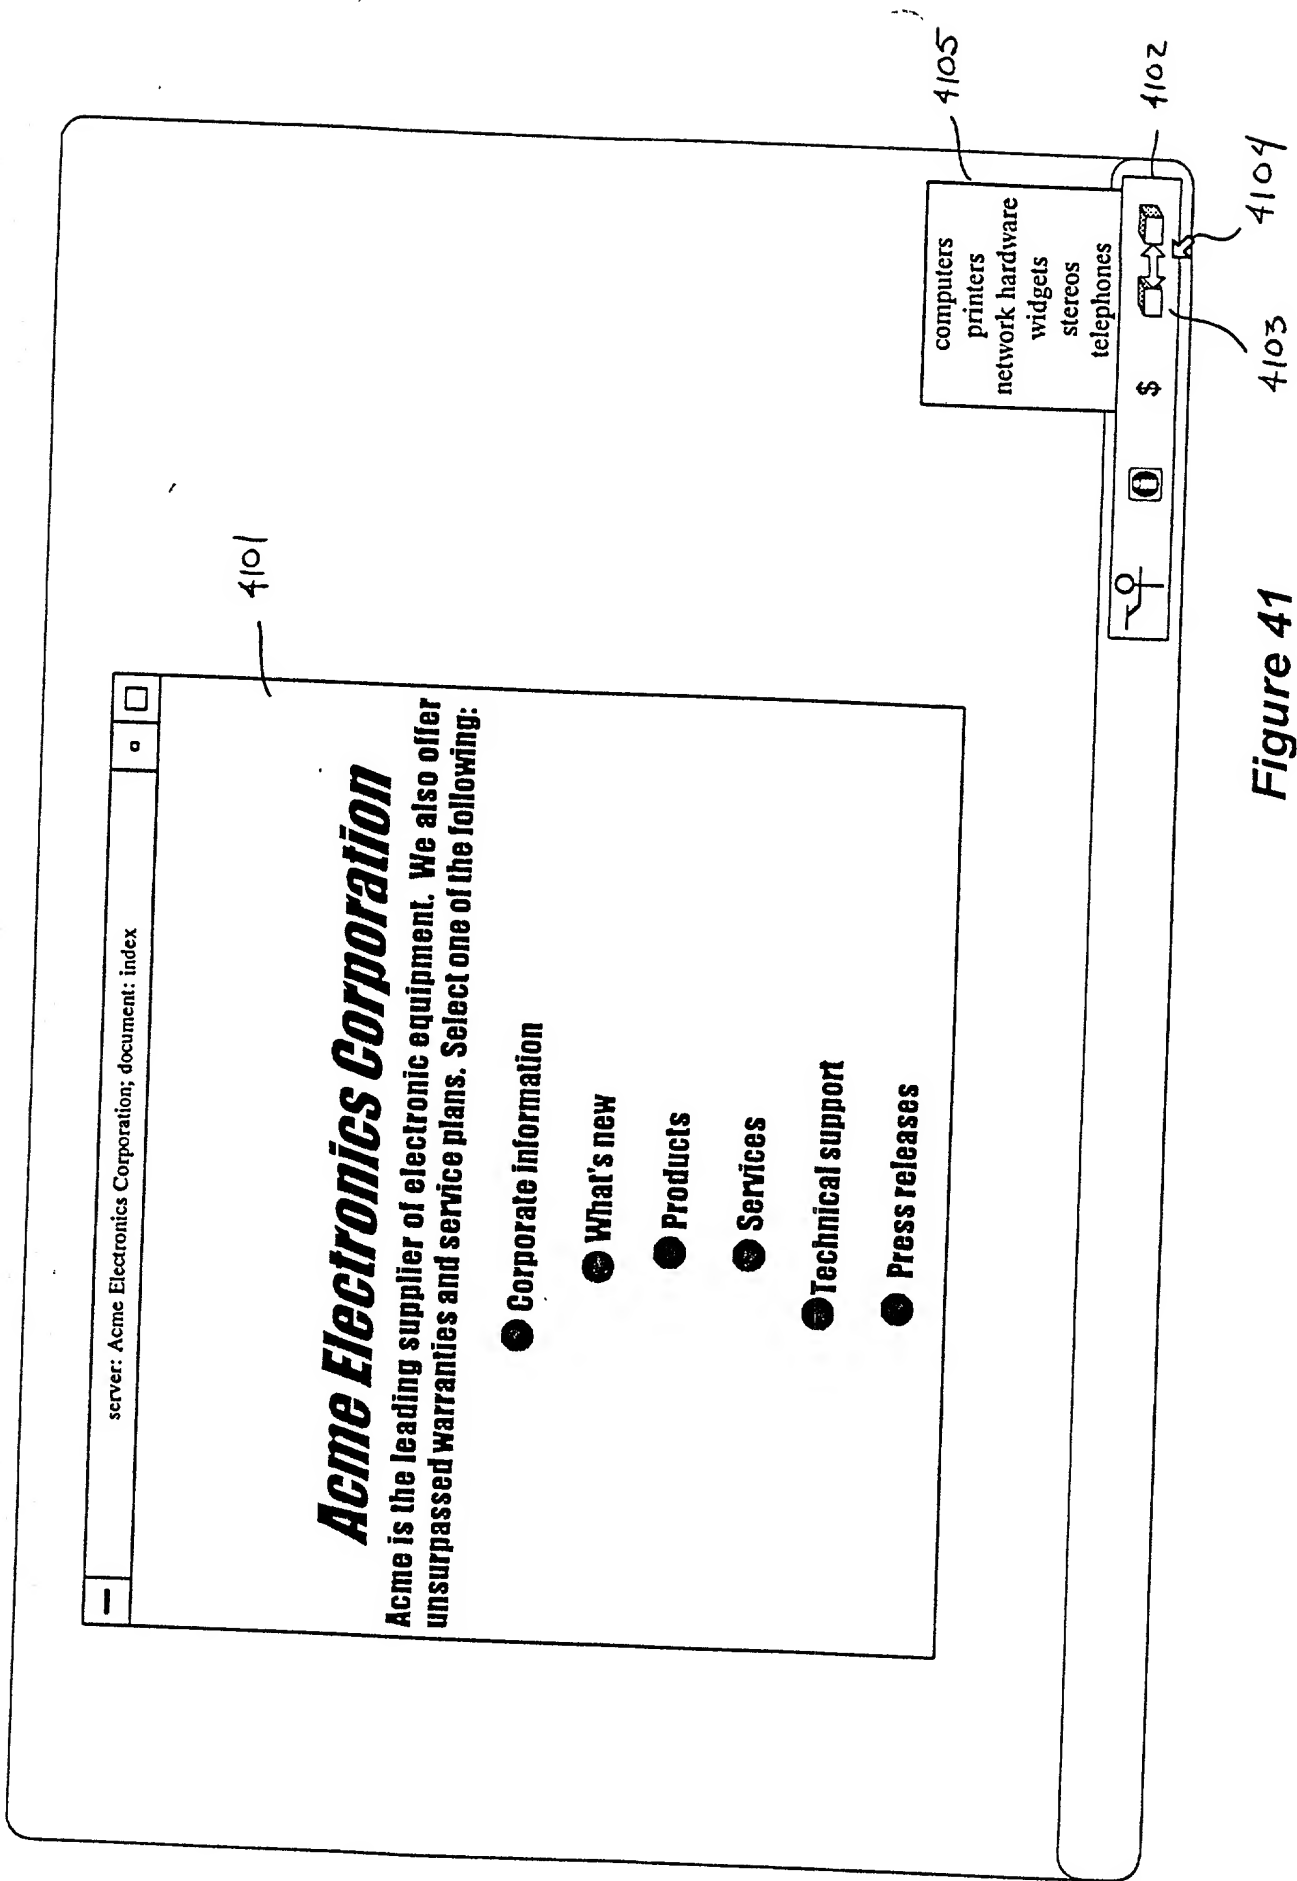 server: Acme Electronics Corporation; document: index
4101
Acme Electronics Corporation
Acme is the leading supplier of electronic equipment. We also offer
unsurpassed warranties and service plans. Select one of the following:
Corporate information
What's new
Products
Services
Technical support
Press releases
4105
computers
printers
network hardware
widgets
stereos
telephones
$
4102
4103
4104
Figure 41